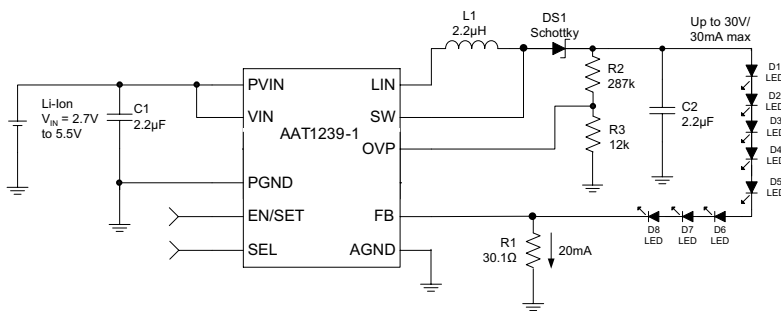 L1
2.2µH
DS1
Schottky
Up to 30V/
30mA max
Li-Ion
VIN = 2.7V
to 5.5V
C1
2.2µF
PVIN
VIN
PGND
EN/SET
SEL
AAT1239-1
LIN
SW
OVP
FB
AGND
R2
287k
R3
12k
C2
2.2µF
D1
LED
D2
LED
D3
LED
D4
LED
D5
LED
D8
LED
D7
LED
D6
LED
R1
30.1Ω
20mA